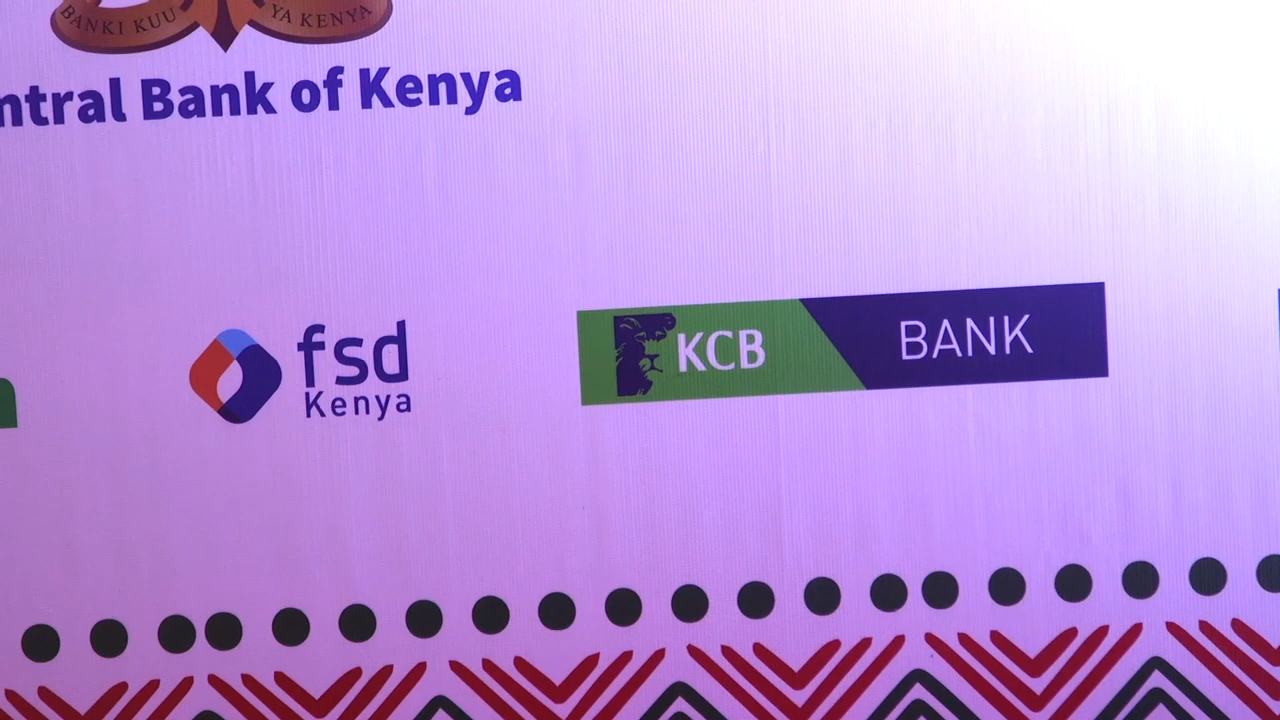 BANKI KUU YA KENYA
ntral Bank of Kenya
fsd
Kenya
KCB BANK